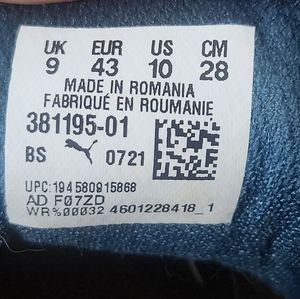 UK EUR US CM
9 43 10 28
MADE IN ROMANIA
FABRIQUÉ EN ROUMANIE
381195-01
BS 0721
UPC:194580915868
AD F07ZD
WR%00032 4601228418_1